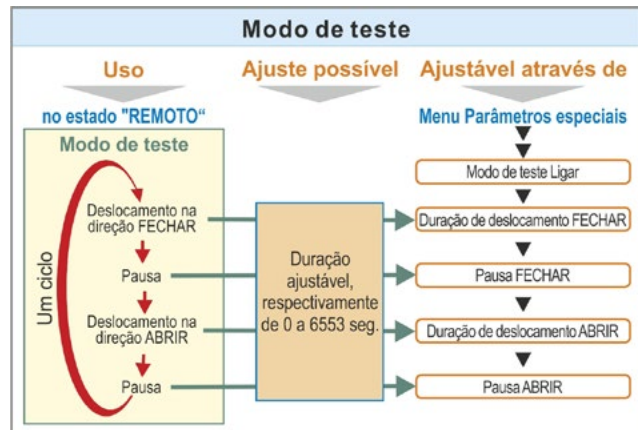 Modo de teste
Uso
Ajuste possível
Ajustável através de
no estado "REMOTO“
Menu Parâmetros especiais
Modo de teste
Um ciclo
Deslocamento na
direção FECHAR
Pausa
Deslocamento na
direção ABRIR
Pausa
Duração
ajustável,
respectivamente
de 0 a 6553 seg.
Modo de teste Ligar
Duração de deslocamento FECHAR
Pausa FECHAR
Duração de deslocamento ABRIR
Pausa ABRIR